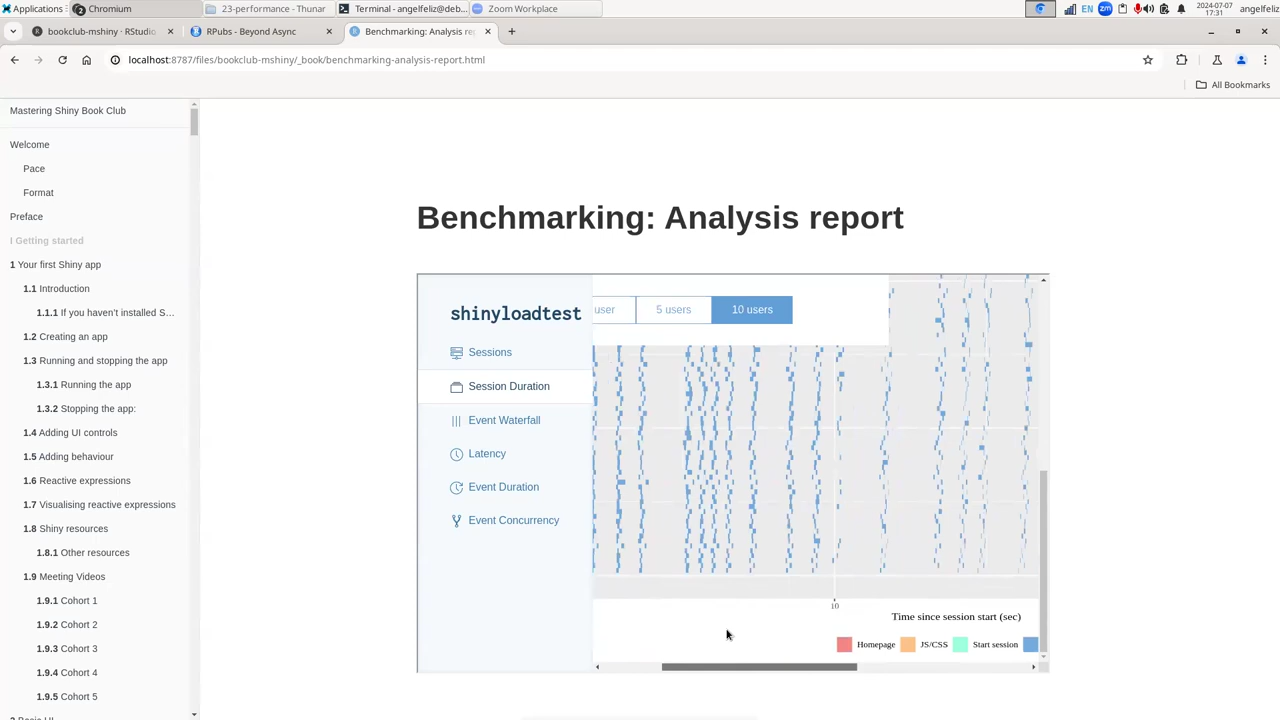 Applications
Chromium
23-performance - Thunar
Terminal - angelfeliz@deb...
Zoom Workplace
EN
zm
2024-07-07
17:31
angelfeliz
bookclub-mshiny · RStudio
RPubs - Beyond Async
Benchmarking: Analysis rep
localhost:8787/files/bookclub-mshiny/_book/benchmarking-analysis-report.html
All Bookmarks
Mastering Shiny Book Club
Welcome
Pace
Format
Preface
I Getting started
1 Your first Shiny app
1.1 Introduction
1.1.1 If you haven't installed S...
1.2 Creating an app
1.3 Running and stopping the app
1.3.1 Running the app
1.3.2 Stopping the app:
1.4 Adding UI controls
1.5 Adding behaviour
1.6 Reactive expressions
1.7 Visualising reactive expressions
1.8 Shiny resources
1.8.1 Other resources
1.9 Meeting Videos
1.9.1 Cohort 1
1.9.2 Cohort 2
1.9.3 Cohort 3
1.9.4 Cohort 4
1.9.5 Cohort 5
Benchmarking: Analysis report
shinyloadtest
Sessions
Session Duration
Event Waterfall
Latency
Event Duration
Event Concurrency
user
5 users
10 users
10
Time since session start (sec)
Homepage
JS/CSS
Start session